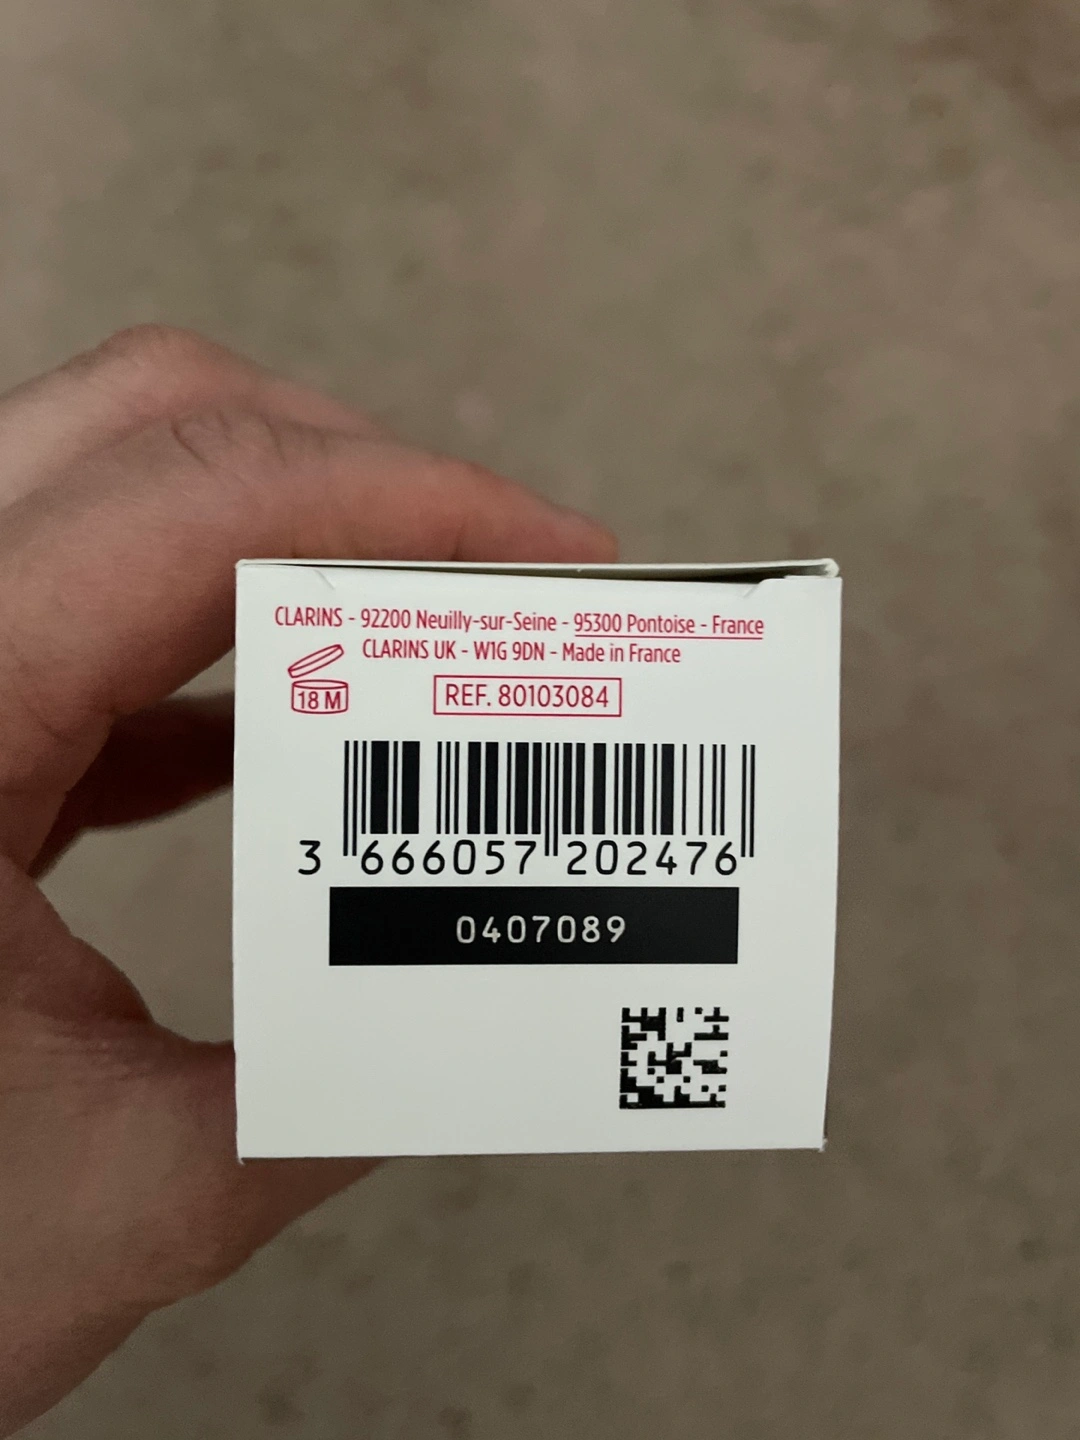 CLARINS - 92200 Neuilly-sur-Seine - 95300 Pontoise - France
CLARINS UK - W1G 9DN - Made in France
18 M
REF. 80103084
3 666057 202476
0407089